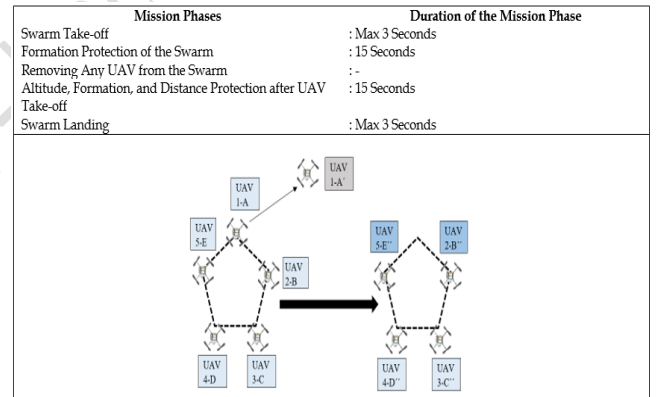 Mission Phases Duration of the Mission Phase
Swarm Take-off : Max 3 Seconds
Formation Protection of the Swarm : 15 Seconds
Removing Any UAV from the Swarm : -
Altitude, Formation, and Distance Protection after UAV : 15 Seconds
Take-off
Swarm Landing : Max 3 Seconds
UAV
1-A'
UAV
1-A
UAV
5-E
UAV
2-B
UAV
4-D
UAV
3-C
UAV
5-E''
UAV
2-B''
UAV
4-D''
UAV
3-C''